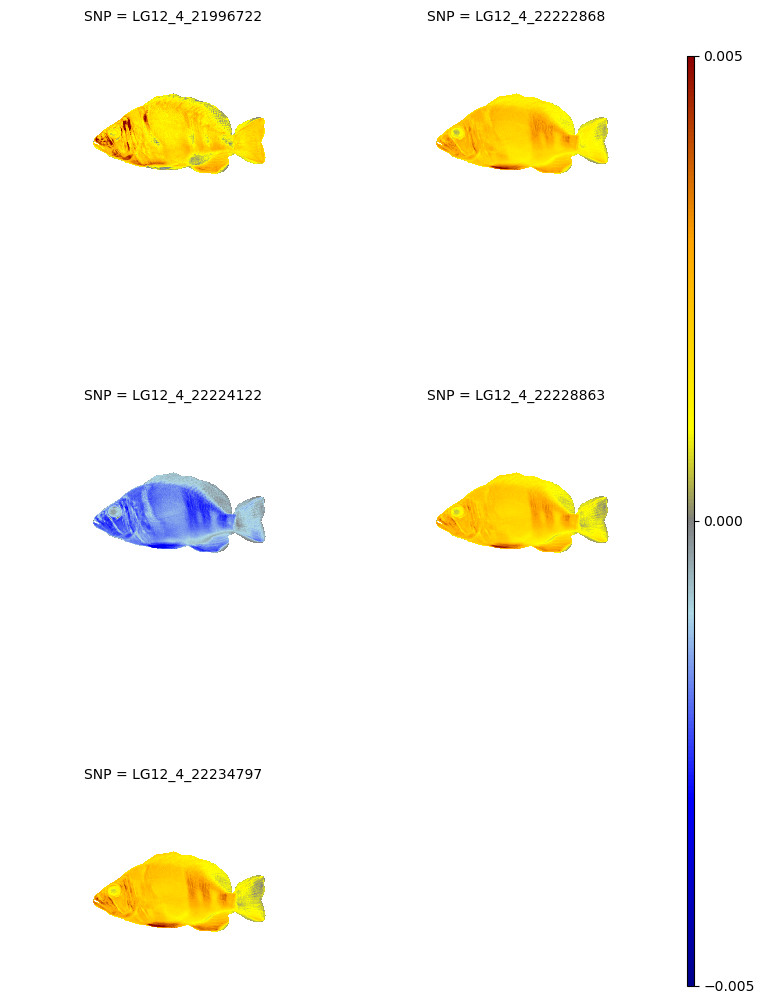 SNP = LG12_4_21996722
SNP = LG12_4_22222868
0.005
SNP = LG12_4_22224122
SNP = LG12_4_22228863
0.000
SNP = LG12_4_22234797
−0.005